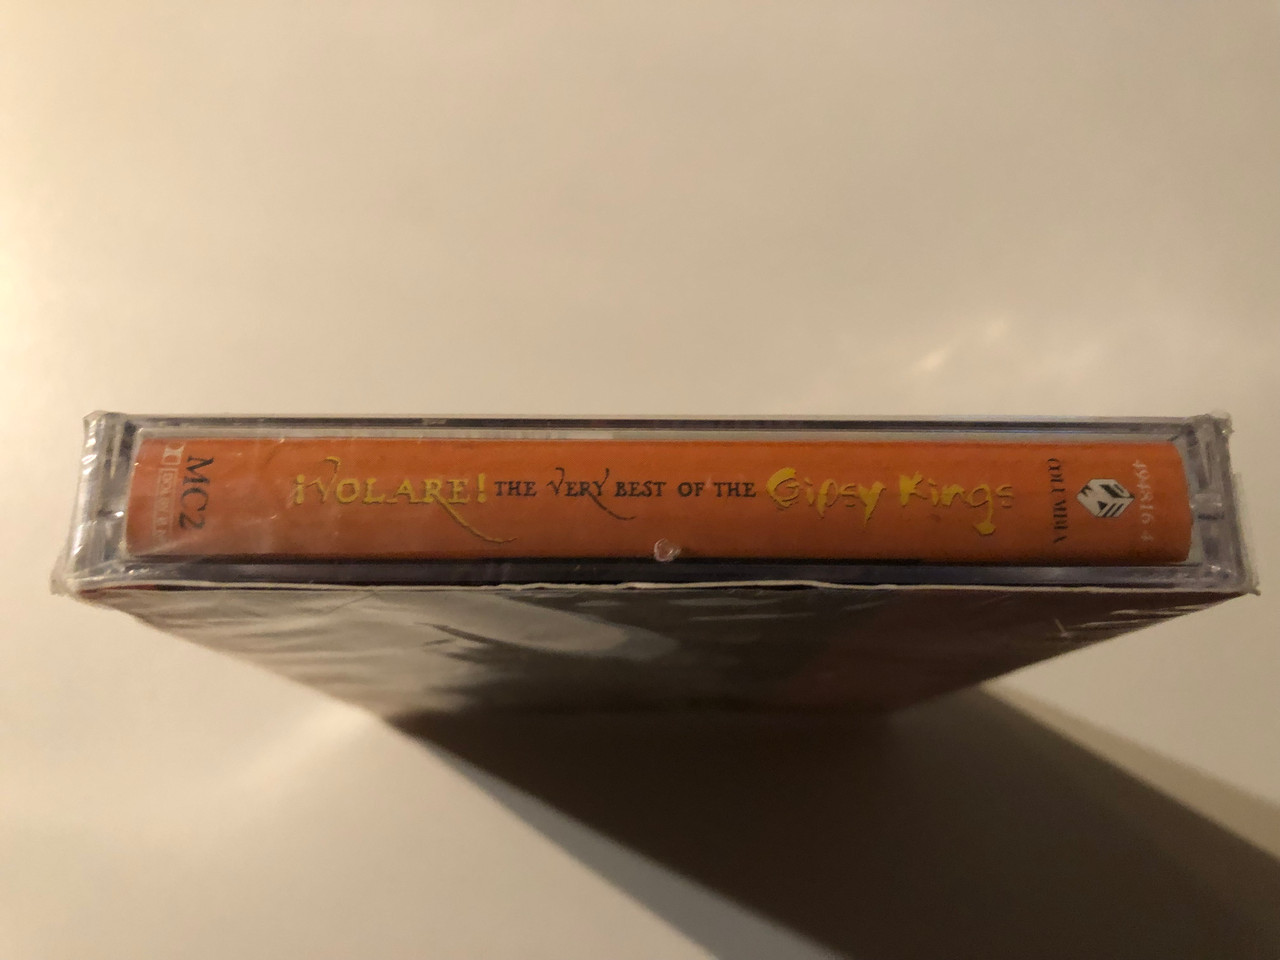 MC2
¡VOLARE! THE VERY BEST OF THE Gipsy Kings
COLUMBIA